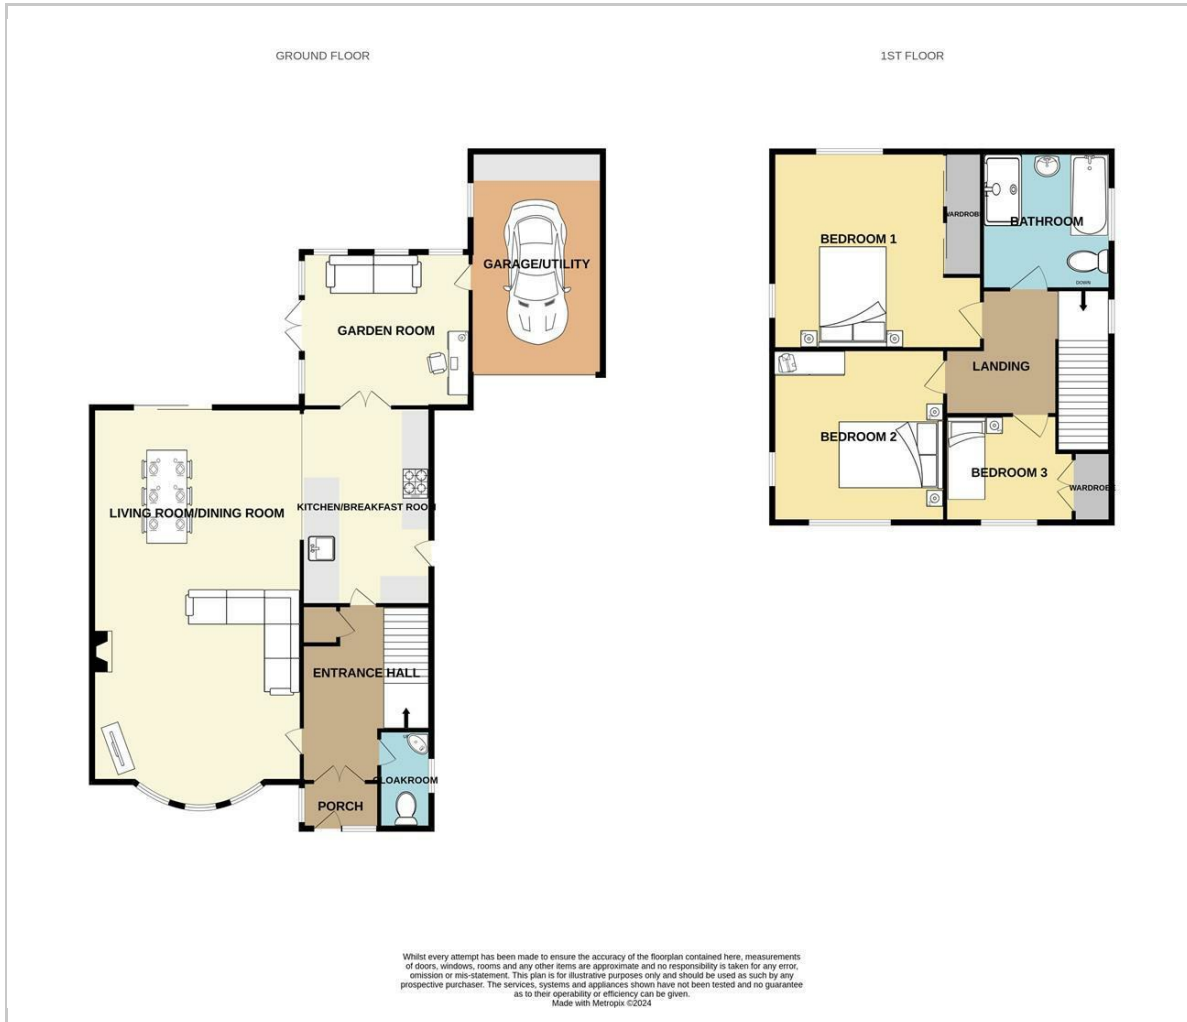 GROUND FLOOR
1ST FLOOR
GARAGE/UTILITY
GARDEN ROOM
LIVING ROOM/DINING ROOM
KITCHEN/BREAKFAST ROOM
ENTRANCE HALL
CLOAKROOM
PORCH
BEDROOM 1
WARDROBE
BATHROOM
DOWN
LANDING
BEDROOM 2
BEDROOM 3
WARDROBE
Whilst every attempt has been made to ensure the accuracy of the floorplan contained here, measurements
of doors, windows, rooms and any other items are approximate and no responsibility is taken for any error,
omission or mis-statement. This plan is for illustrative purposes only and should be used as such by any
prospective purchaser. The services, systems and appliances shown have not been tested and no guarantee
as to their operability or efficiency can be given.
Made with Metropix ©2024